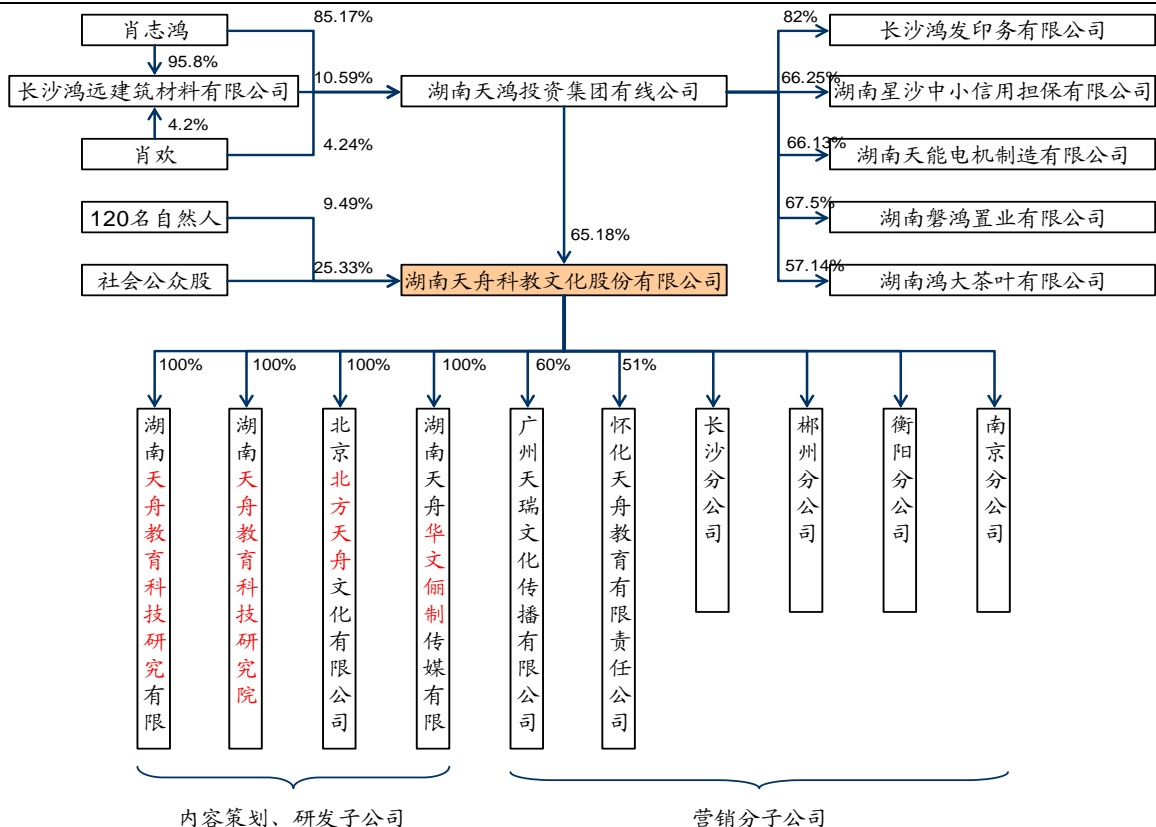 肖志鸿
85.17%
82%
长沙鸿发印务有限公司
95.8%
长沙鸿远建筑材料有限公司
10.59%
湖南天鸿投资集团有线公司
66.25%
湖南星沙中小信用担保有限公司
4.2%
肖欢
4.24%
66.13%
湖南天能电机制造有限公司
120名自然人
9.49%
65.18%
67.5%
湖南磐鸿置业有限公司
社会公众股
25.33%
湖南天舟科教文化股份有限公司
57.14%
湖南鸿大茶叶有限公司
100%
100%
100%
100%
60%
51%
湖南天舟教育科技研究有限
湖南天舟教育科技研究院
北京北方天舟文化有限公司
湖南天舟华文俪制传媒有限
广州天瑞文化传播有限公司
怀化天舟教育有限责任公司
长沙分公司
郴州分公司
衡阳分公司
南京分公司
内容策划、研发子公司
营销分子公司